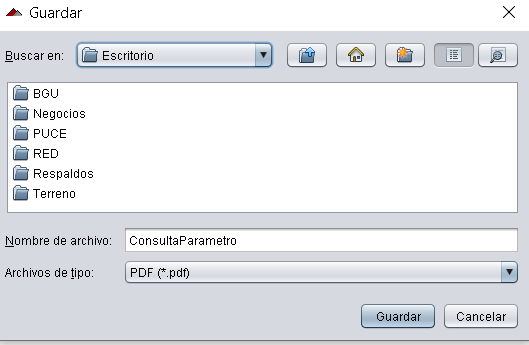 Guardar
Buscar en: Escritorio
BGU
Negocios
PUCE
RED
Respaldos
Terreno
Nombre de archivo: ConsultaParametro
Archivos de tipo: PDF (*.pdf)
Guardar Cancelar